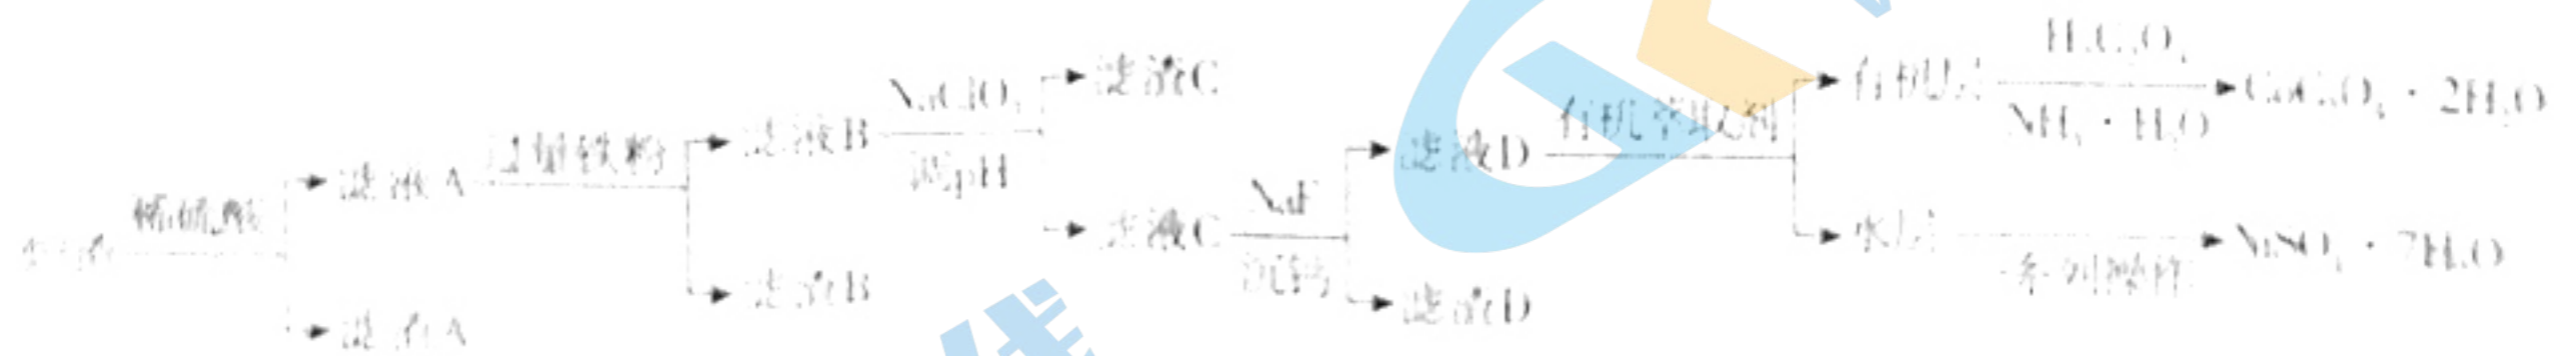 稀硫酸
滤液A
滤渣A
过量铁粉
滤液B
滤渣B
NaClO₃
调pH
滤渣C
滤液C
NaF
沉钙
滤液D
滤渣D
有机萃取剂
有机层
水层
H₂C₂O₄
NH₃·H₂O
CoC₂O₄·2H₂O
一系列操作
NiSO₄·7H₂O